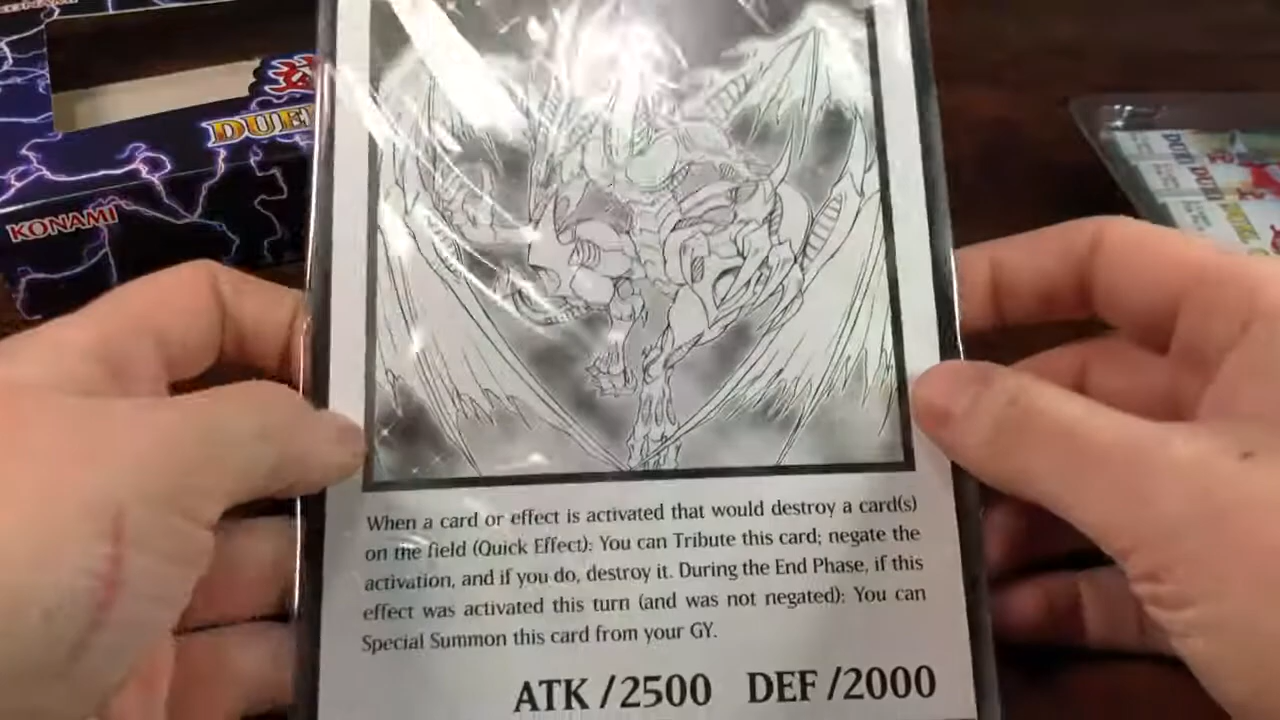 KONAMI
When a card or effect is activated that would destroy a card(s)
on the field (Quick Effect): You can Tribute this card; negate the
activation, and if you do, destroy it. During the End Phase, if this
effect was activated this turn (and was not negated): You can
Special Summon this card from your GY.
ATK /2500 DEF /2000